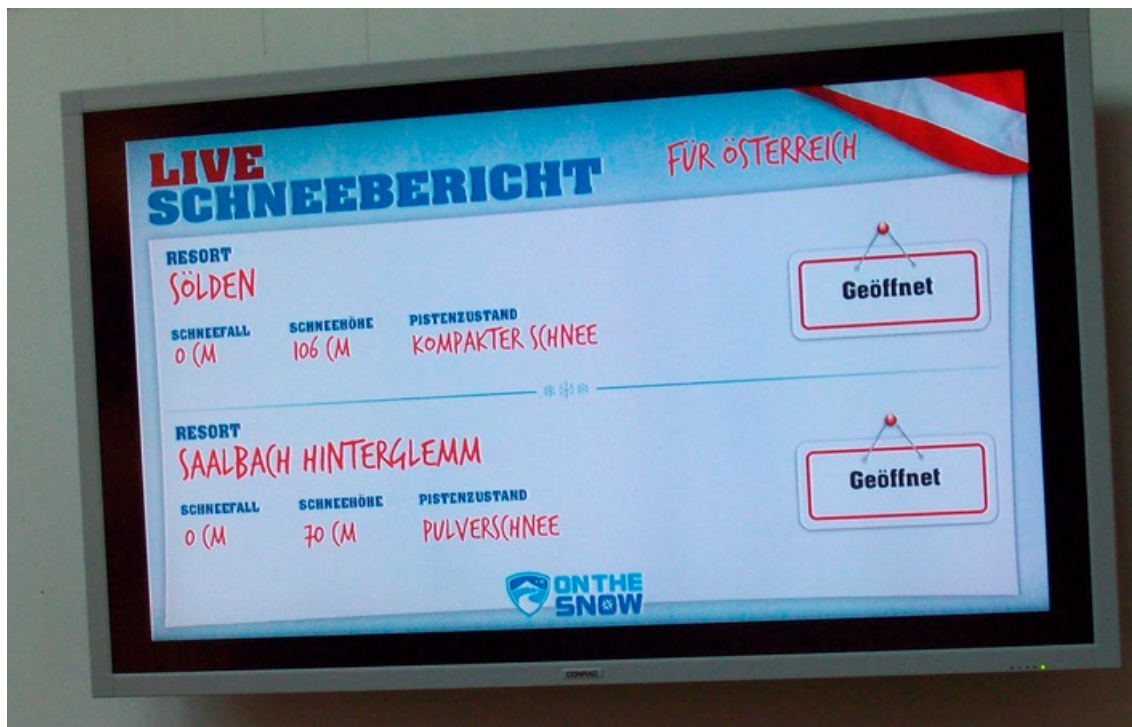 LIVE
SCHNEEBERICHT
FÜR ÖSTERREICH
RESORT
SÖLDEN
SCHNEEFALL SCHNEEHÖHE PISTENZUSTAND
0 CM 106 CM KOMPAKTER SCHNEE
Geöffnet
RESORT
SAALBACH HINTERGLEMM
SCHNEEFALL SCHNEEHÖHE PISTENZUSTAND
0 CM 70 CM PULVERSCHNEE
Geöffnet
ON THE
SNOW
CONRAC